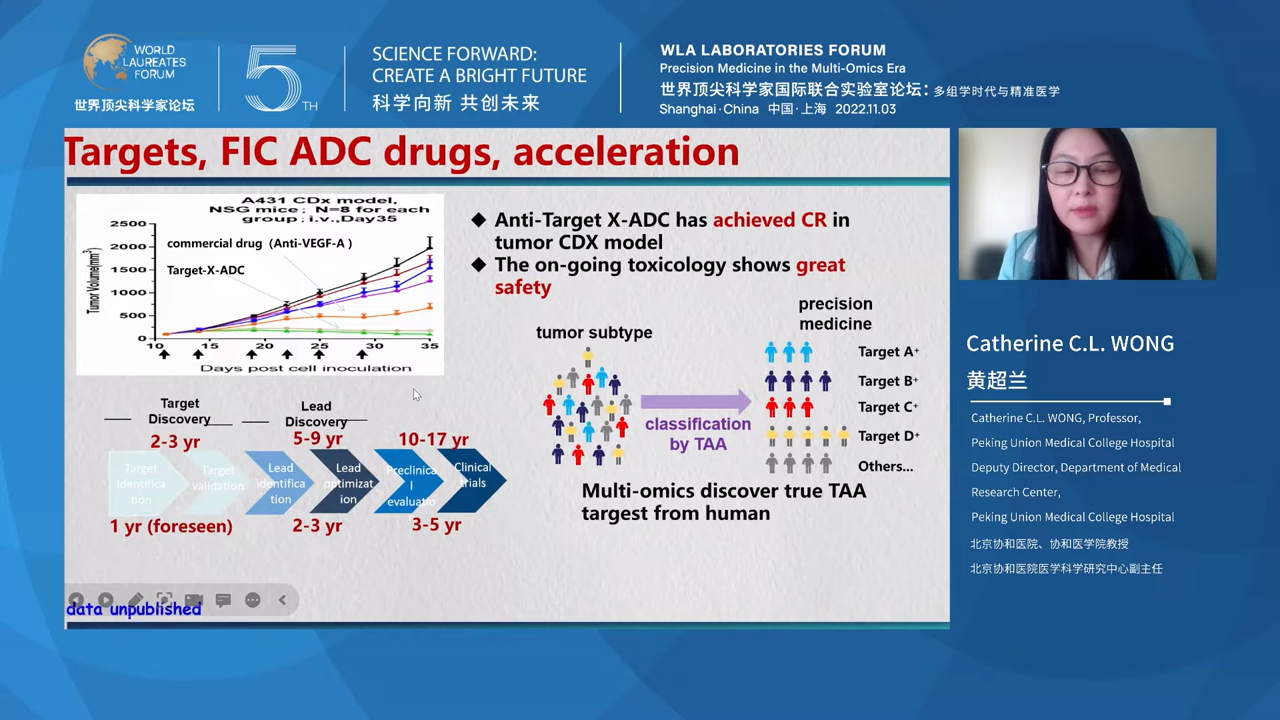 WORLD
LAUREATES
FORUM
世界顶尖科学家论坛
5TH
SCIENCE FORWARD:
CREATE A BRIGHT FUTURE
科学向新 共创未来
WLA LABORATORIES FORUM
Precision Medicine in the Multi-Omics Era
世界顶尖科学家国际联合实验室论坛：多组学时代与精准医学
Shanghai·China 中国·上海 2022.11.03
Targets, FIC ADC drugs, acceleration
A431 CDx model,
NSG mice; N=8 for each
group; i.v.,Day35
commercial drug（Anti-VEGF-A）
Target-X-ADC
Tumor Volume(mm³)
2500
2000
1500
1000
500
0
10 15 20 25 30 35
Days post cell inoculation
◆ Anti-Target X-ADC has achieved CR in
tumor CDX model
◆ The on-going toxicology shows great
safety
tumor subtype
classification
by TAA
precision
medicine
Target A+
Target B+
Target C+
Target D+
Others...
Multi-omics discover true TAA
targest from human
Target
Discovery
2-3 yr
Lead
Discovery
5-9 yr
10-17 yr
Target
identifica
tion
Target
validation
Lead
identifica
tion
Lead
optimizat
ion
Preclinica
l
evaluatio
Clinical
trials
1 yr (foreseen)
2-3 yr
3-5 yr
data unpublished
Catherine C.L. WONG
黄超兰
Catherine C.L. WONG, Professor,
Peking Union Medical College Hospital
Deputy Director, Department of Medical
Research Center,
Peking Union Medical College Hospital
北京协和医院、协和医学院教授
北京协和医院医学科学研究中心副主任